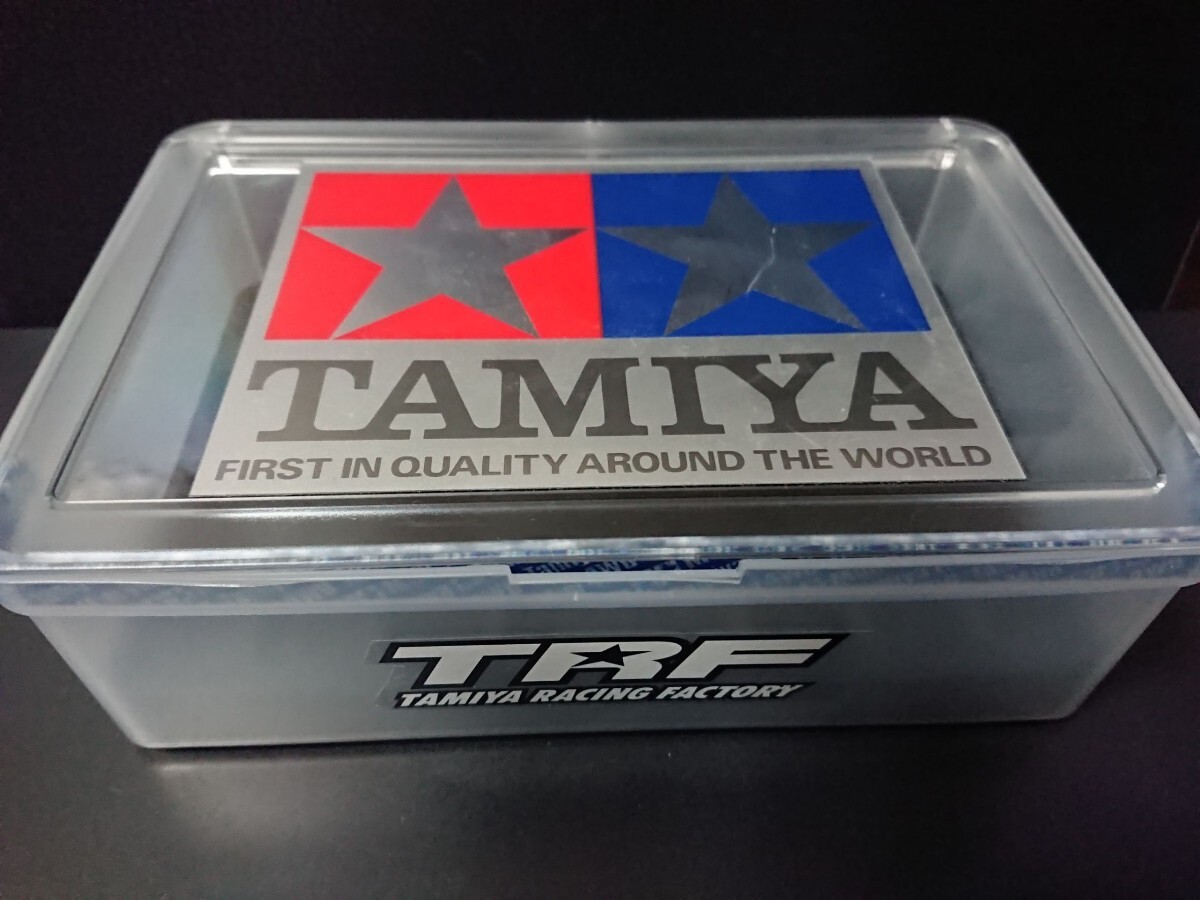 TAMIYA
FIRST IN QUALITY AROUND THE WORLD
TRF
TAMIYA RACING FACTORY